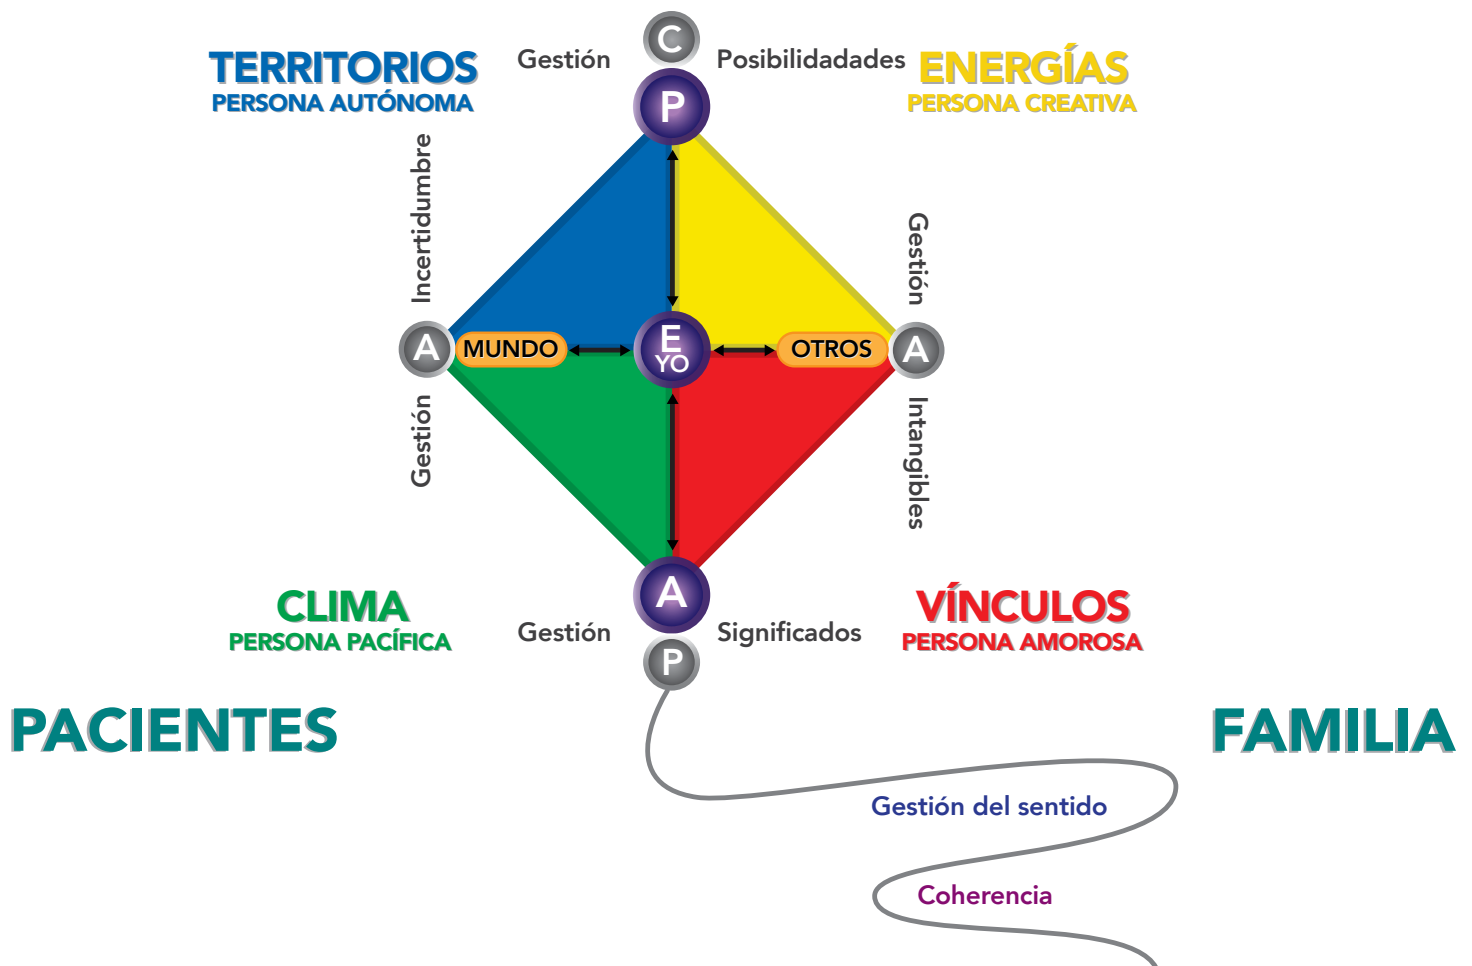 C
Gestión
Posibilidadades
TERRITORIOS
PERSONA AUTÓNOMA
ENERGÍAS
PERSONA CREATIVA
P
Incertidumbre
Gestión
A
MUNDO
E
YO
OTROS
A
Gestión
Intangibles
A
CLIMA
PERSONA PACÍFICA
Gestión
Significados
VÍNCULOS
PERSONA AMOROSA
P
PACIENTES
FAMILIA
Gestión del sentido
Coherencia